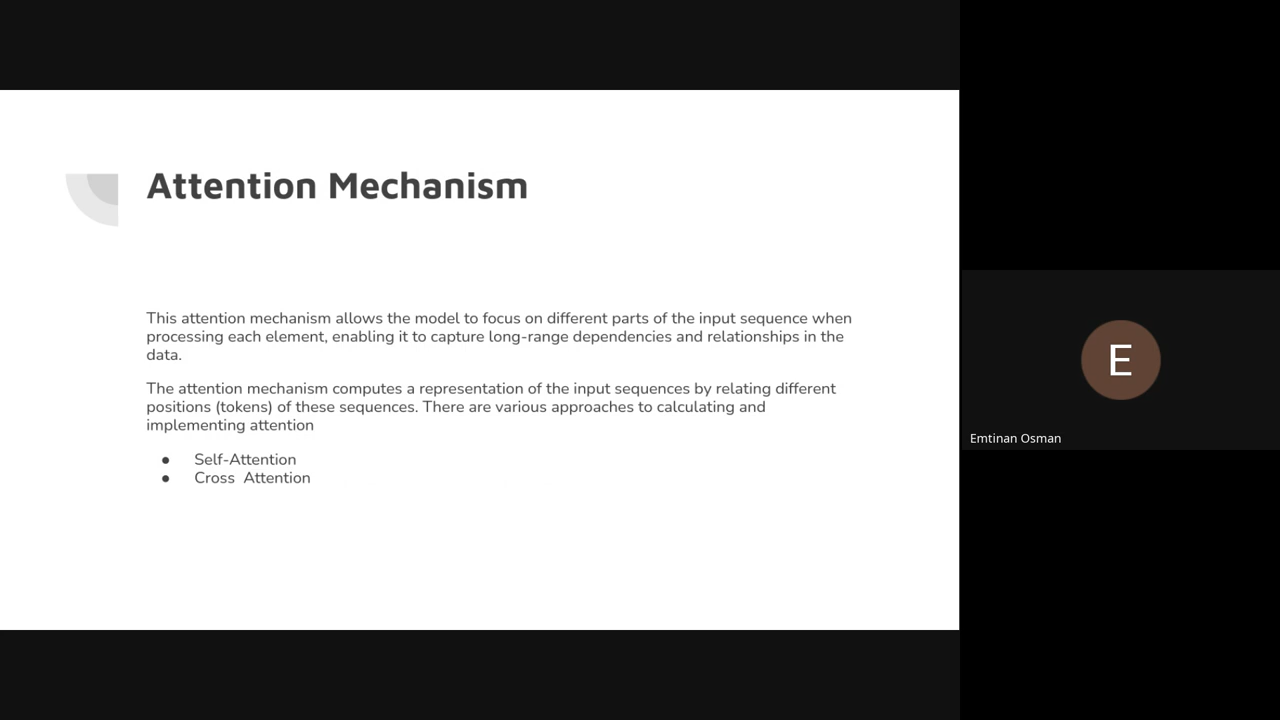 Attention Mechanism
This attention mechanism allows the model to focus on different parts of the input sequence when
processing each element, enabling it to capture long-range dependencies and relationships in the
data.
The attention mechanism computes a representation of the input sequences by relating different
positions (tokens) of these sequences. There are various approaches to calculating and
implementing attention
● Self-Attention
● Cross  Attention
E
Emtinan Osman